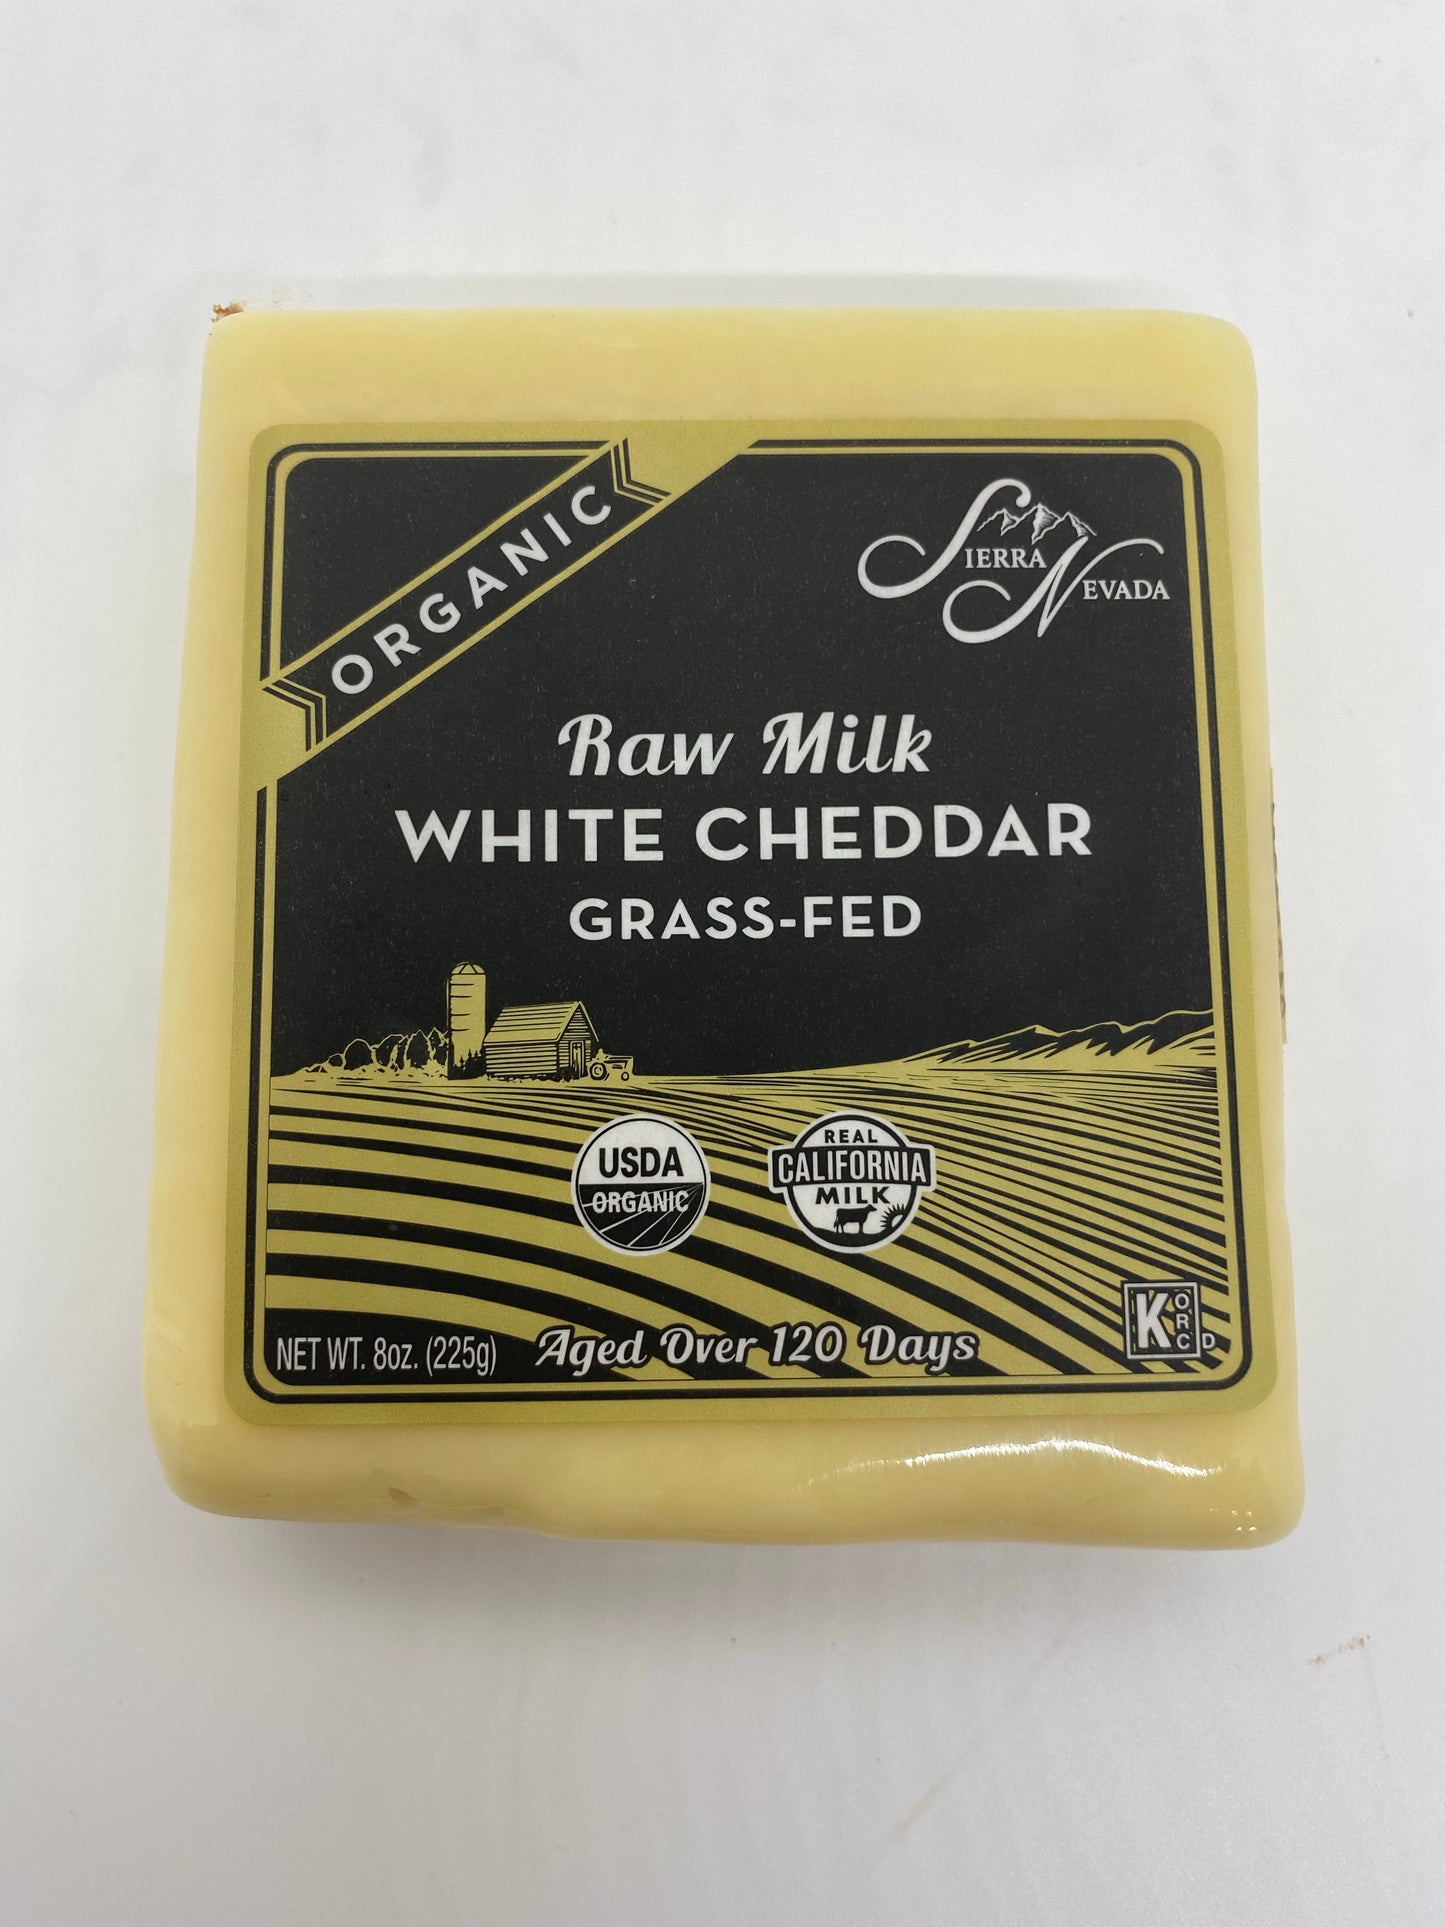 ORGANIC
SIERRA
NEVADA
Raw Milk
WHITE CHEDDAR
GRASS-FED
USDA
ORGANIC
REAL
CALIFORNIA
MILK
K ORC D
NET WT. 8oz. (225g)
Aged Over 120 Days